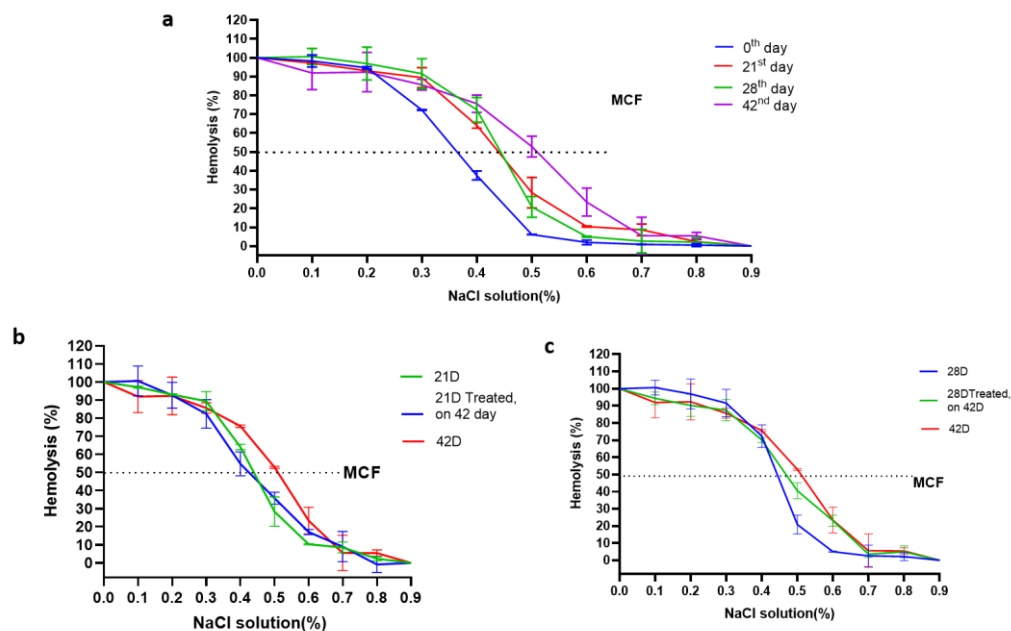 a
120
110
100
90
80
70
60
50
40
30
20
10
0
Hemolysis (%)
0.0 0.1 0.2 0.3 0.4 0.5 0.6 0.7 0.8 0.9
NaCl solution(%)
MCF
0th day
21st day
28th day
42nd day
b
120
110
100
90
80
70
60
50
40
30
20
10
0
Hemolysis (%)
0.0 0.1 0.2 0.3 0.4 0.5 0.6 0.7 0.8 0.9
NaCl solution(%)
MCF
21D
21D Treated,
on 42 day
42D
c
120
110
100
90
80
70
60
50
40
30
20
10
0
Hemolysis (%)
0.0 0.1 0.2 0.3 0.4 0.5 0.6 0.7 0.8 0.9
NaCl solution(%)
MCF
28D
28DTreated,
on 42D
42D